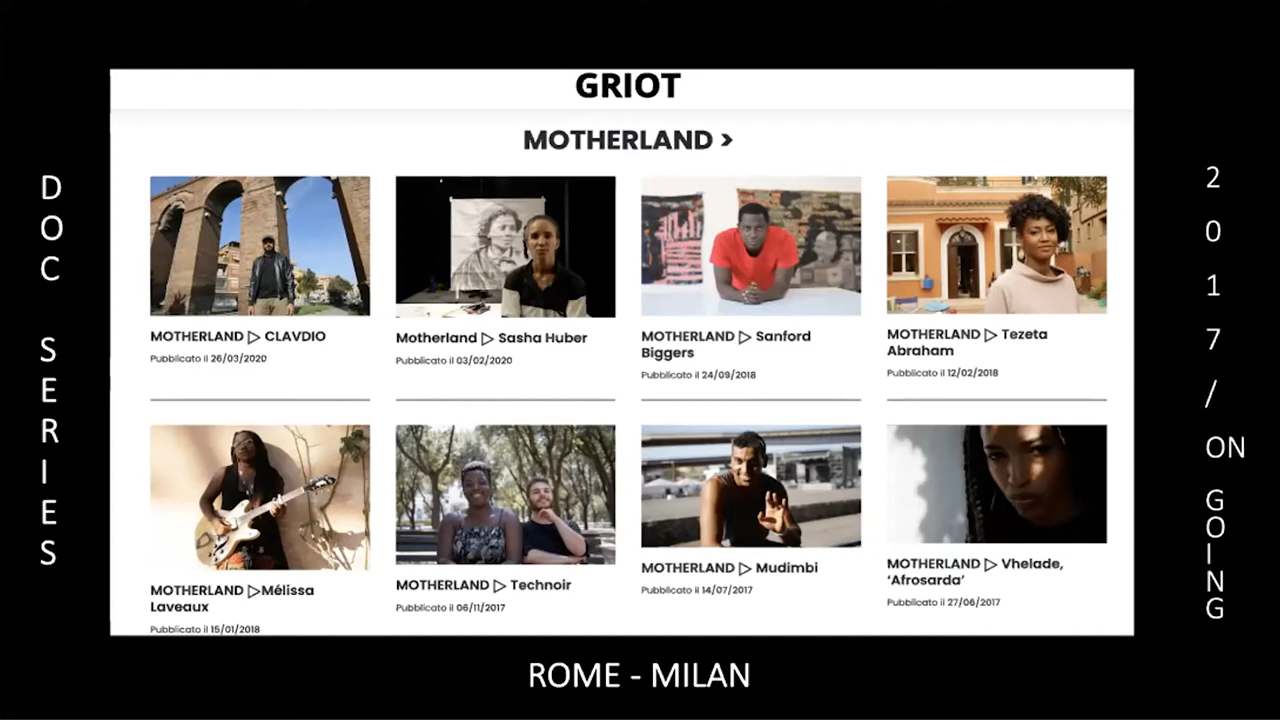 GRIOT
MOTHERLAND >
DOC SERIES
MOTHERLAND ▷ CLAVDIO
Pubblicato il 26/03/2020
Motherland ▷ Sasha Huber
Pubblicato il 03/02/2020
MOTHERLAND ▷ Sanford
Biggers
Pubblicato il 24/09/2018
MOTHERLAND ▷ Tezeta
Abraham
Pubblicato il 12/02/2018
MOTHERLAND ▷Mélissa
Laveaux
Pubblicato il 15/01/2018
MOTHERLAND ▷ Technoir
Pubblicato il 06/11/2017
MOTHERLAND ▷ Mudimbi
Pubblicato il 14/07/2017
MOTHERLAND ▷ Vhelade,
‘Afrosarda’
Pubblicato il 27/06/2017
2017/ON GOING
ROME - MILAN